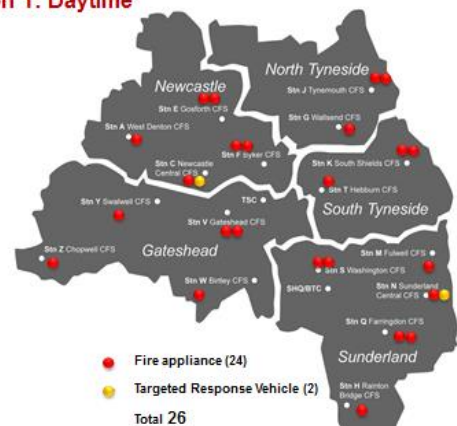 1: Daytime
Newcastle
Stn E Gosforth CFS
North Tyneside
Stn J Tynemouth CFS
Stn A West Denton CFS
Stn G Wallsend
CFS
Stn F Byker CFS
Stn C Newcastle
Central CFS
Stn K South Shields CFS
Stn T Hebburn CFS
South Tyneside
Stn Y Swalwell CFS
TSC
Stn V Gateshead CFS
Stn Z Chopwell CFS
Gateshead
Stn W Birtley CFS
Stn M Fulwell CFS
Stn S Washington CFS
SHQ/BTC
Stn N Sunderland
Central CFS
Stn Q Farringdon CFS
Sunderland
Stn H Rainton
Bridge CFS
Fire appliance (24)
Targeted Response Vehicle (2)
Total 26